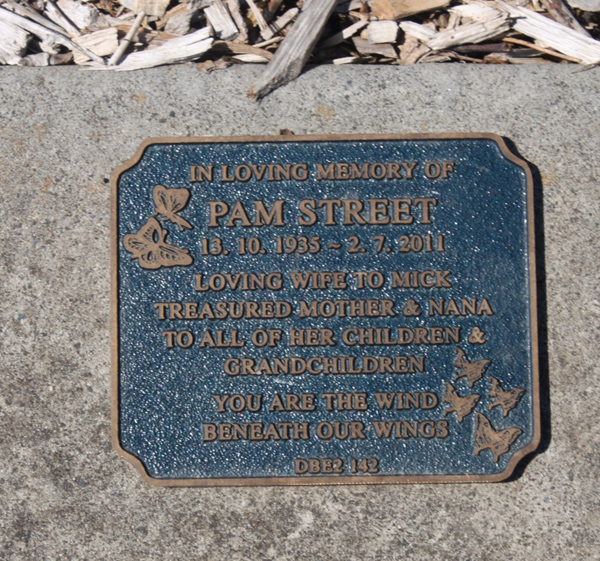 IN LOVING MEMORY OF
PAM STREET
13. 10. 1935 ~ 2. 7. 2011
LOVING WIFE TO MICK
TREASURED MOTHER & NANA
TO ALL OF HER CHILDREN &
GRANDCHILDREN
YOU ARE THE WIND
BENEATH OUR WINGS
DBE2 142